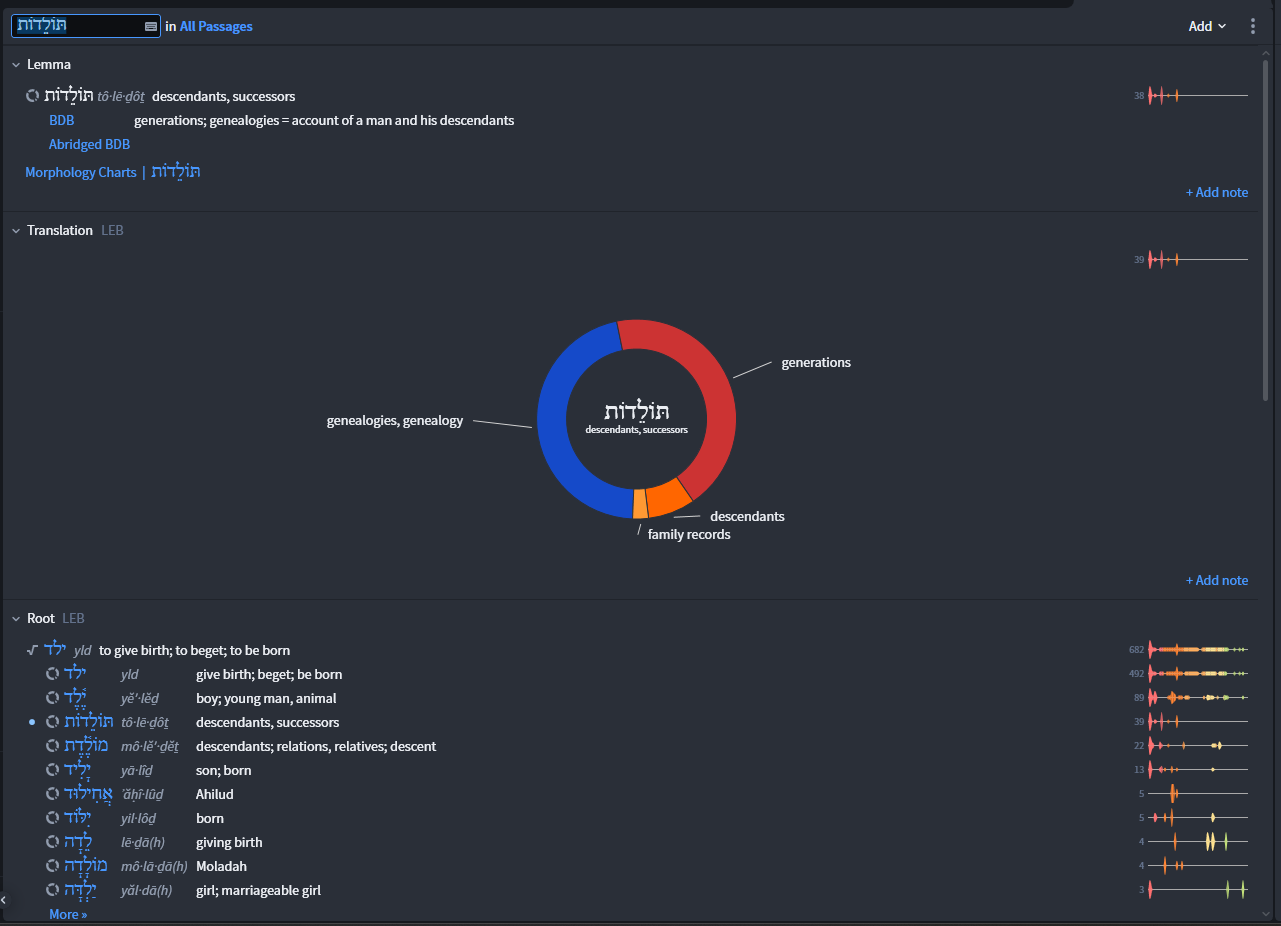 תּוֹלֵדוֹת in All Passages Add
Lemma
תּוֹלֵדוֹת tô·lē·ḏôṯ descendants, successors 38
BDB generations; genealogies = account of a man and his descendants
Abridged BDB
Morphology Charts | תּוֹלֵדוֹת
+ Add note
Translation LEB
39
generations
genealogies, genealogy
תּוֹלֵדוֹת
descendants, successors
descendants
family records
+ Add note
Root LEB
ילד yld to give birth; to beget; to be born 682
ילד yld give birth; beget; be born 492
יֶ֫לֶד yĕʹ·lĕḏ boy; young man, animal 89
תּוֹלֵדוֹת tô·lē·ḏôṯ descendants, successors 39
מוֹלֶ֫דֶת mô·lĕʹ·ḏĕṯ descendants; relations, relatives; descent 22
יָלִיד yā·lîḏ son; born 13
אֲחִילוּד ʾăḥî·lûḏ Ahilud 5
יִלּוֹד yil·lôḏ born 5
לֵדָה lē·ḏā(h) giving birth 4
מוֹלָדָה mô·lā·ḏā(h) Moladah 4
יַלְדָּה yăl·dā(h) girl; marriageable girl 3
More »